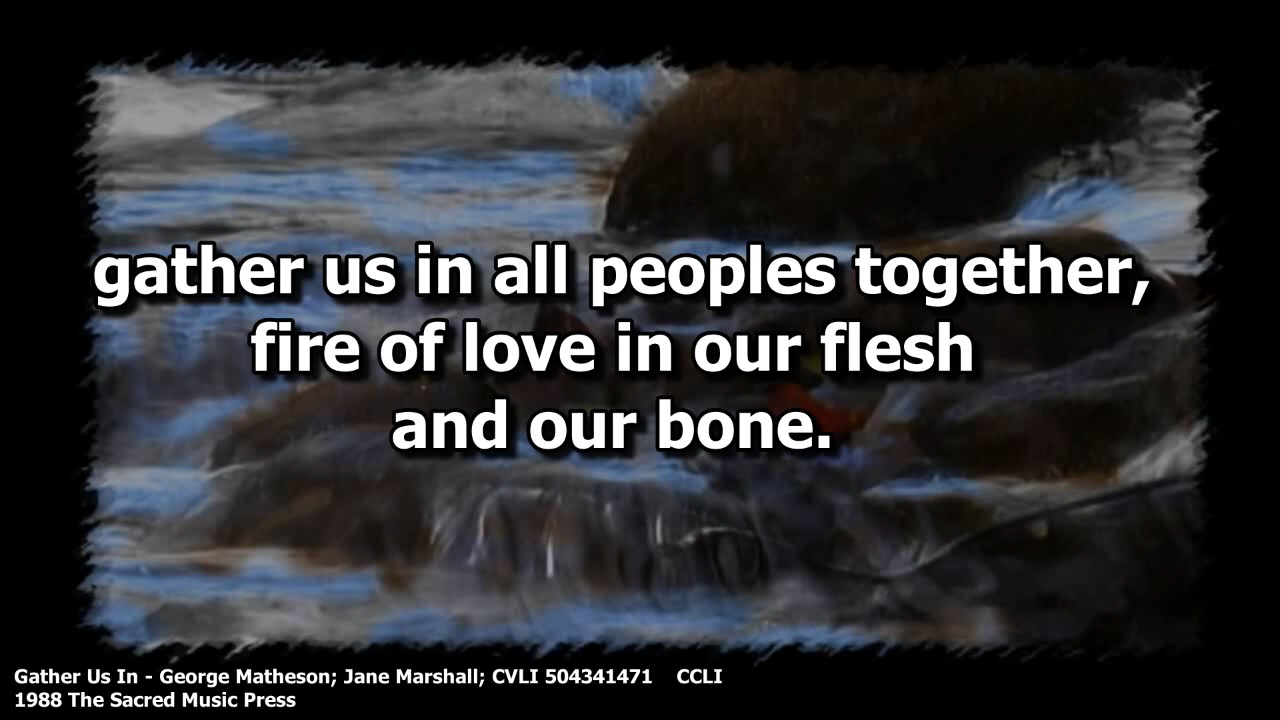 gather us in all peoples together,
fire of love in our flesh
and our bone.
Gather Us In - George Matheson; Jane Marshall; CVLI 504341471    CCLI
1988 The Sacred Music Press